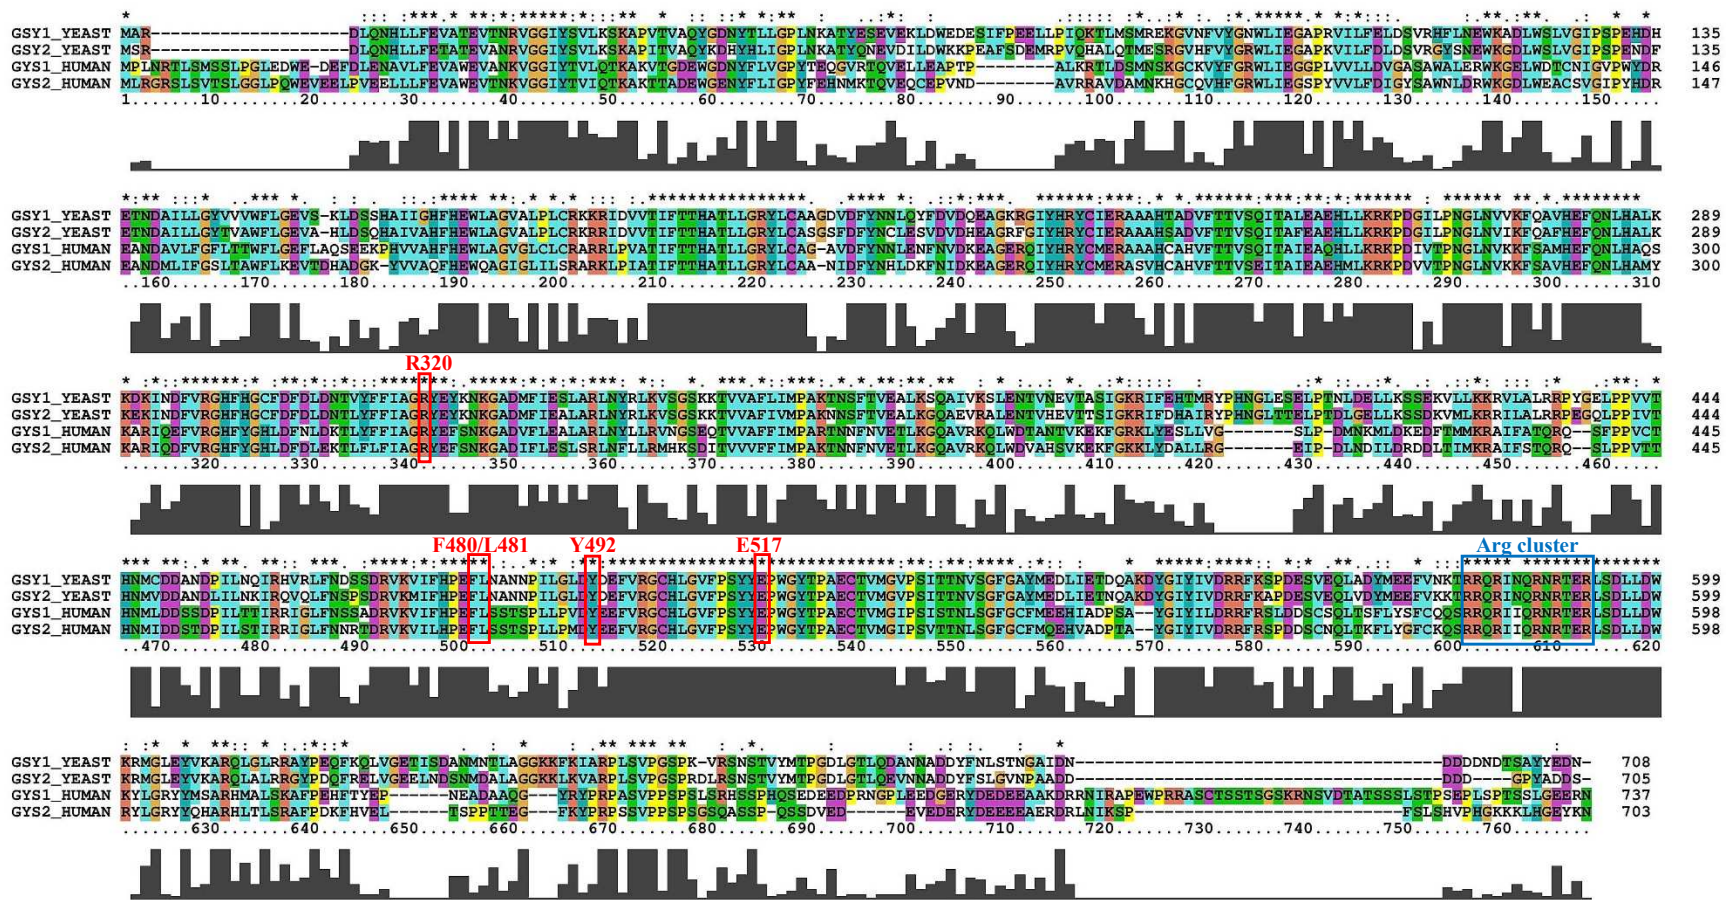 GSY1_YEAST MAR--------------------DLQNHLLFEVATEVTNRVGGIYSVLKSKAPVTVAQYGDNYTLLGPLNKATYESEVEKLDWEDESIFPEELLPIQKTLMSMREKGVNFVYGNWLIEGAPRVILFELDSVRHFLNEWKADLWSLVGIPSPEHDH 135
GSY2_YEAST MSR--------------------DLQNHLLFETATEVANRVGGIYSVLKSKAPITVAQYKDHYHLIGPLNKATYQNEVDILDWKKPEAFSDEMRPVQHALQTMESRGVHFVYGRWLIEGAPKVILFDLDSVRGYSNEWKGDLWSLVGIPSPENDF 135
GYS1_HUMAN MPLNRTLSMSSLPGLEDWE-DEFDLENAVLFEVAWEVANKVGGIYTVLQTKAKVTGDEWGDNYFLVGPYTEQGVRTQVELLEAPTP--------ALKRTLDSMNSKGCKVYFGRWLIEGGPLVVLLDVGASAWALERWKGELWDTCNIGVPWYDR 146
GYS2_HUMAN MLRGRSLSVTSLGGLPQWEVEELPVEELLLFEVAWEVTNKVGGIYTVIQTKAKTTADEWGENYFLIGPYFEHNMKTQVEQCEPVND--------AVRRAVDAMNKHGCQVHFGRWLIEGSPYVVLFDIGYSAWNLDRWKGDLWEACSVGIPYHDR 147
1.......10........20........30........40........50........60........70........80........90.......100.......110.......120.......130.......140.......150.....
GSY1_YEAST ETNDAILLGYVVVWFLGEVS-KLDSSHAIIGHFHEWLAGVALPLCRKKRIDVVTIFTTHATLLGRYLCAAGDVDFYNNLQYFDVDQEAGKRGIYHRYCIERAAAHTADVFTTVSQITALEAEHLLKRKPDGILPNGLNVVKFQAVHEFQNLHALK 289
GSY2_YEAST ETNDAILLGYTVAWFLGEVA-HLDSQHAIVAHFHEWLAGVALPLCRKRRIDVVTIFTTHATLLGRYLCASGSFDFYNCLESVDVDHEAGRFGIYHRYCIERAAAHSADVFTTVSQITAFEAEHLLKRKPDGILPNGLNVIKFQAFHEFQNLHALK 289
GYS1_HUMAN EANDAVLFGFLTTWFLGEFLAQSEEKPHVVAHFHEWLAGVGLCLCRARRLPVATIFTTHATLLGRYLCAG-AVDFYNNLENFNVDKEAGERQIYHRYCMERAAAHCAHVFTTVSQITAIEAQHLLKRKPDIVTPNGLNVKKFSAMHEFQNLHAQS 300
GYS2_HUMAN EANDMLIFGSLTAWFLKEVTDHADGK-YVVAQFHEWQAGIGLILSRARKLPIATIFTTHATLLGRYLCAA-NIDFYNHLDKFNIDKEAGERQIYHRYCMERASVHCAHVFTTVSEITAIEAEHMLKRKPDVVTPNGLNVKKFSAVHEFQNLHAMY 300
...160.......170.......180.......190.......200.......210.......220.......230.......240.......250.......260.......270.......280.......290.......300.......310
R320
GSY1_YEAST KDKINDFVRGHFHGCFDFDLDNTVYFFIAGRYEYKNKGADMFIESLARLNYRLKVSGSKKTVVAFLIMPAKTNSFTVEALKSQAIVKSLENTVNEVTASIGKRIFEHTMRYPHNGLESELPTNLDELLKSSEKVLLKKRVLALRRPYGELPPVVT 444
GSY2_YEAST KEKINDFVRGHFHGCFDFDLDNTLYFFIAGRYEYKNKGADMFIEALARLNYRLKVSGSKKTVVAFIVMPAKNNSFTVEALKGQAEVRALENTVHEVTTSIGKRIFDHAIRYPHNGLTTELPTDLGELLKSSDKVMLKRRILALRRPEGQLPPIVT 444
GYS1_HUMAN KARIQEFVRGHFYGHLDFNLDKTLYFFIAGRYEFSNKGADVFLEALARLNYLLRVNGSEQTVVAFFIMPARTNNFNVETLKGQAVRKQLWDTANTVKEKFGRKLYESLLVG-------SLP-DMNKMLDKEDFTMMKRAIFATQRQ--SFPPVCT 445
GYS2_HUMAN KARIQDFVRGHFYGHLDFDLEKTLFLFIAGRYEFSNKGADIFLESLSRLNFLLRMHKSDITVVVFFIMPAKTNNFNVETLKGQAVRKQLWDVAHSVKEKFGKKLYDALLRG-------EIP-DLNDILDRDDLTIMKRAIFSTQRQ--SLPPVTT 445
.......320.......330.......340.......350.......360.......370.......380.......390.......400.......410.......420.......430.......440.......450.......460......
F480/L481 Y492 E517 Arg cluster
GSY1_YEAST HNMCDDANDPILNQIRHVRLFNDSSDRVKVIFHPEFLNANNPILGLDYDEFVRGCHLGVFPSYYEPWGYTPAECTVMGVPSITTNVSGFGAYMEDLIETDQAKDYGIYIVDRRFKSPDESVEQLADYMEEFVNKTRRQRINQRNRTERLSDLLDW 599
GSY2_YEAST HNMVDDANDLILNKIRQVQLFNSPSDRVKMIFHPEFLNANNPILGLDYDEFVRGCHLGVFPSYYEPWGYTPAECTVMGVPSITTNVSGFGAYMEDLIETNQAKDYGIYIVDRRFKAPDESVEQLVDYMEEFVKKTRRQRINQRNRTERLSDLLDW 599
GYS1_HUMAN HNMLDDSSDPILTTIRRIGLFNSSADRVKVIFHPEFLSSTSPLLPVDYEEFVRGCHLGVFPSYYEPWGYTPAECTVMGIPSISTNLSGFGCFMEEHIADPSA--YGIYILDRRFRSLDDSCSQLTSFLYSFCQQSRRQRIIQRNRTERLSDLLDW 598
GYS2_HUMAN HNMIDDSTDPILSTIRRIGLFNNRTDRVKVILHPEFLSSTSPLLPMDYEEFVRGCHLGVFPSYYEPWGYTPAECTVMGIPSVTTNLSGFGCFMQEHVADPTA--YGIYIVDRRFRSPDDSCNQLTKFLYGFCKQSRRQRIIQRNRTERLSDLLDW 598
...470.......480.......490.......500.......510.......520.......530.......540.......550.......560.......570.......580.......590.......600.......610.......620.
GSY1_YEAST KRMGLEYVKARQLGLRRAYPEQFKQLVGETISDANMNTLAGGKKFKIARPLSVPGSPK-VRSNSTVYMTPGDLGTLQDANNADDYFNLSTNGAIDN-------------------------------------DDDDNDTSAYYEDN- 708
GSY2_YEAST KRMGLEYVKARQLALRRGYPDQFRELVGEELNDSNMDALAGGKKLKVARPLSVPGSPRDLRSNSTVYMTPGDLGTLQEVNNADDYFSLGVNPAADD-------------------------------------DDD---GPYADDS- 705
GYS1_HUMAN KYLGRYYMSARHMALSKAFPEHFTYEP------NEADAAQG---YRYPRPASVPPSPSLSRHSSPHQSEDEEDPRNGPLEEDGERYDEDEEAAKDRRNIRAPEWPRRASCTSSTSGSKRNSVDTATSSSLSTPSEPLSPTSSLGEERN 737
GYS2_HUMAN RYLGRYYQHARHLTLSRAFPDKFHVEL------TSPPTTEG---FKYPRPSSVPPSPSGSQASSP-QSSDVED----EVEDERYDEEEEAERDRLNIKSP----------------------FSLSHVPHGKKKLHGEYKN 703
.......630.......640.......650.......660.......670.......680.......690.......700.......710.......720.......730.......740.......750.......760.........